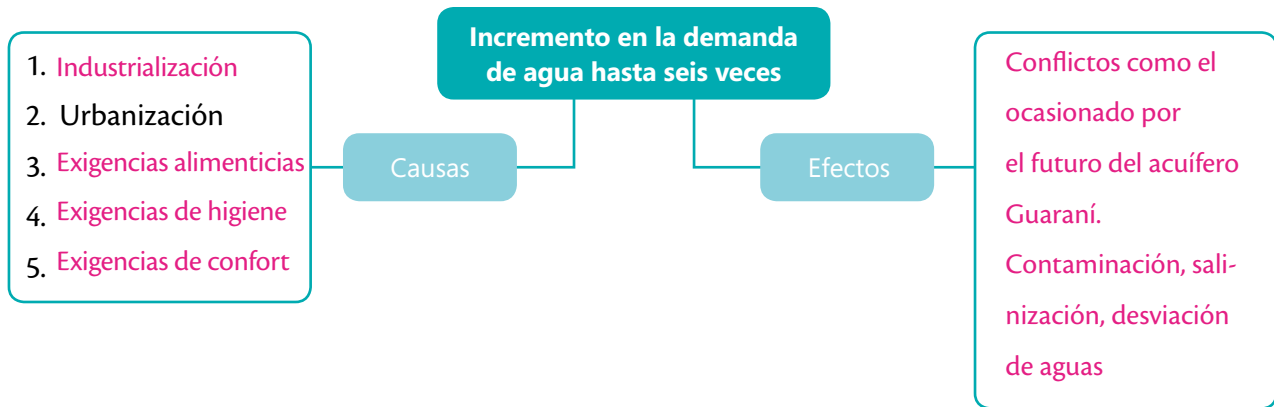 Incremento en la demanda
de agua hasta seis veces
Causas
1. Industrialización
2. Urbanización
3. Exigencias alimenticias
4. Exigencias de higiene
5. Exigencias de confort
Efectos
Conflictos como el
ocasionado por
el futuro del acuífero
Guaraní.
Contaminación, sali-
nización, desviación
de aguas